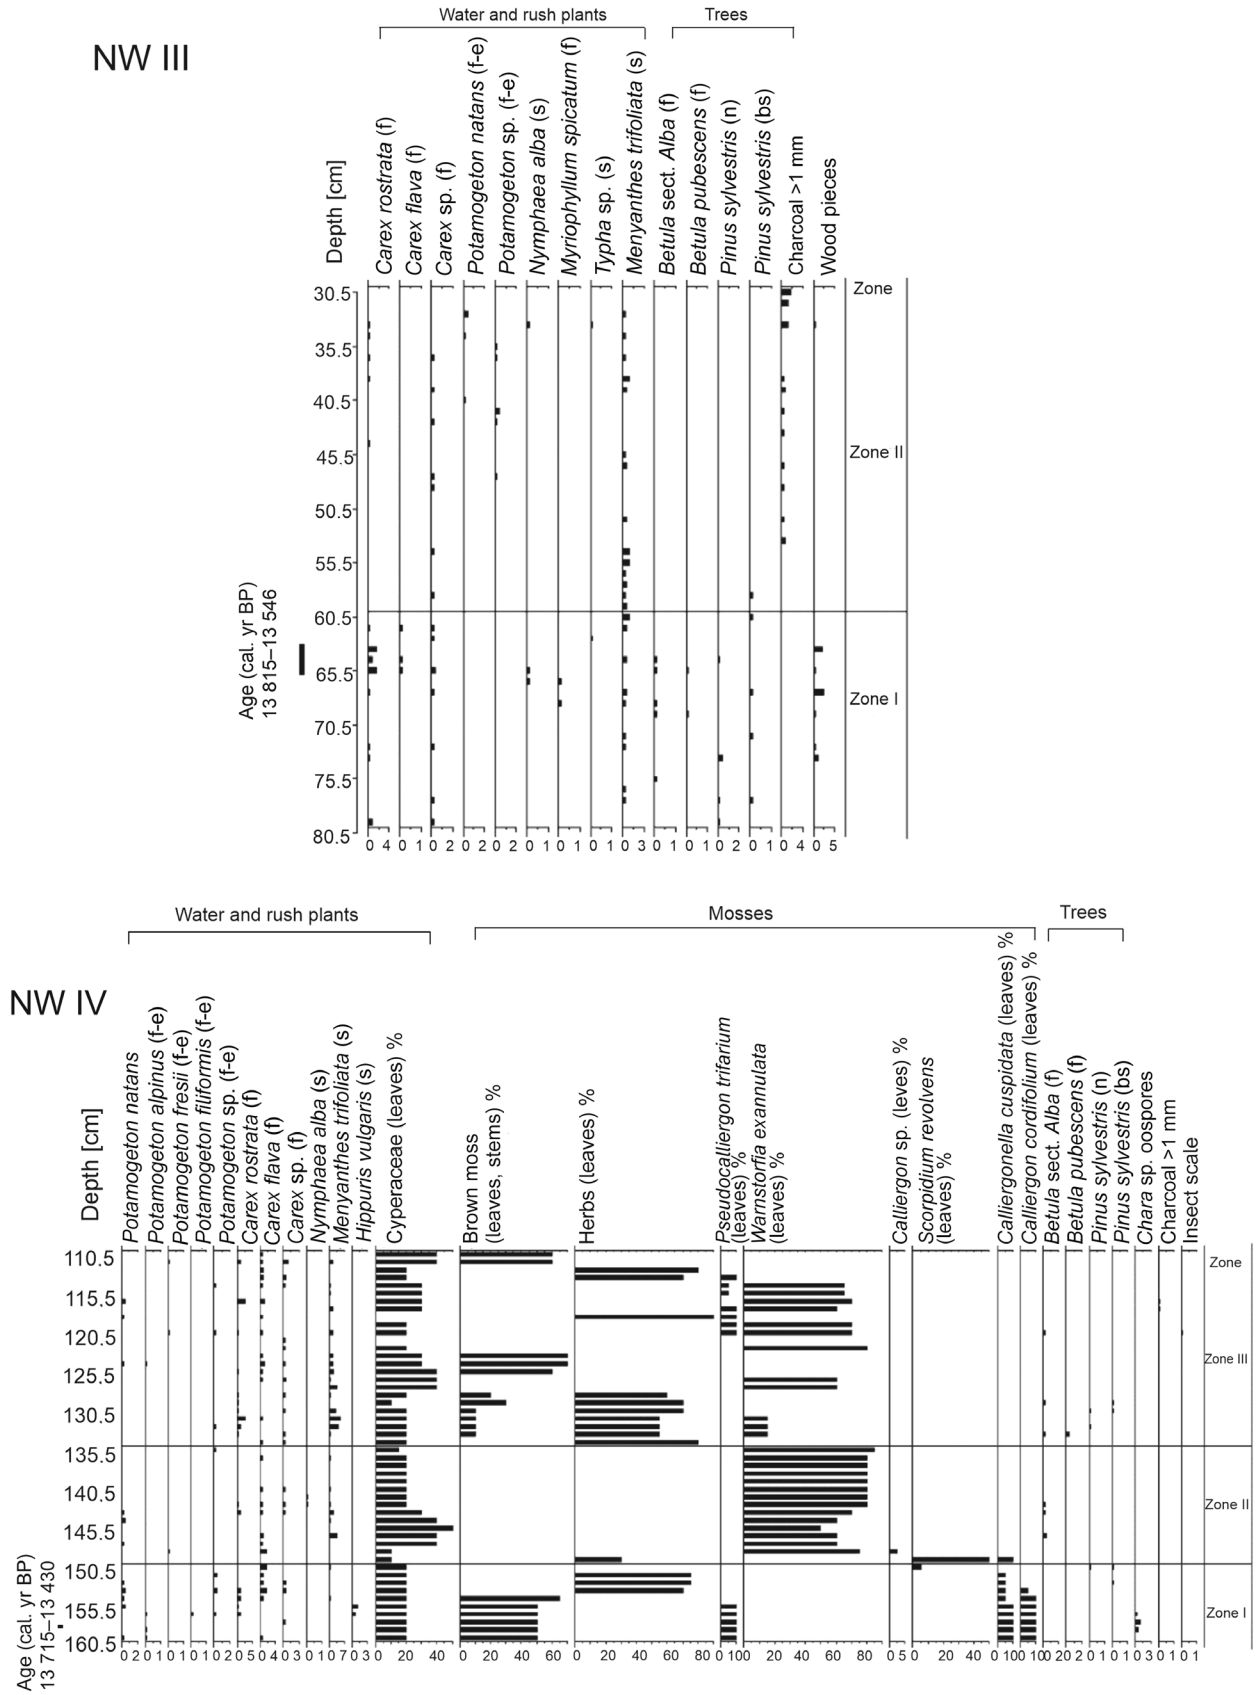 Water and rush plants
Trees
NW III
Depth [cm]
Carex rostrata (f)
Carex flava (f)
Carex sp. (f)
Potamogeton natans (f-e)
Potamogeton sp. (f-e)
Nymphaea alba (s)
Myriophyllum spicatum (f)
Typha sp. (s)
Menyanthes trifoliata (s)
Betula sect. Alba (f)
Betula pubescens (f)
Pinus sylvestris (n)
Pinus sylvestris (bs)
Charcoal >1 mm
Wood pieces
Zone
30.5
35.5
40.5
45.5
Zone II
50.5
55.5
60.5
65.5
Zone I
70.5
75.5
80.5
Age (cal. yr BP)
13 815–13 546
0 4 0 1 0 2 0 2 0 2 0 1 0 1 0 1 0 3 0 1 0 1 0 2 0 1 0 4 0 5
Water and rush plants
Mosses
Trees
NW IV
Depth [cm]
Potamogeton natans
Potamogeton alpinus (f-e)
Potamogeton fresii (f-e)
Potamogeton filiformis (f-e)
Potamogeton sp. (f-e)
Carex rostrata (f)
Carex flava (f)
Carex sp. (f)
Nymphaea alba (s)
Menyanthes trifoliata (s)
Hippuris vulgaris (s)
Cyperaceae (leaves) %
Brown moss
(leaves, stems) %
Herbs (leaves) %
Pseudocalliergon trifarium
(leaves) %
Warnstorfia exannulata
(leaves) %
Calliergon sp. (leves) %
Scorpidium revolvens
(leaves) %
Calliergonella cuspidata (leaves) %
Calliergon cordifolium (leaves) %
Betula sect. Alba (f)
Betula pubescens (f)
Pinus sylvestris (n)
Pinus sylvestris (bs)
Chara sp. oospores
Charcoal >1 mm
Insect scale
110.5
Zone
115.5
120.5
Zone III
125.5
130.5
135.5
140.5
Zone II
145.5
150.5
155.5
Zone I
160.5
Age (cal. yr BP)
13 715–13 430
0 2 0 1 0 1 0 1 0 2 0 5 0 4 0 3 0 1 0 7 0 3 0 20 40 0 20 40 60 0 20 40 60 80 0 100 20 40 60 80 0 5 0 20 40 0 100 0 100 20 20 1 0 1 0 3 0 1 0 1